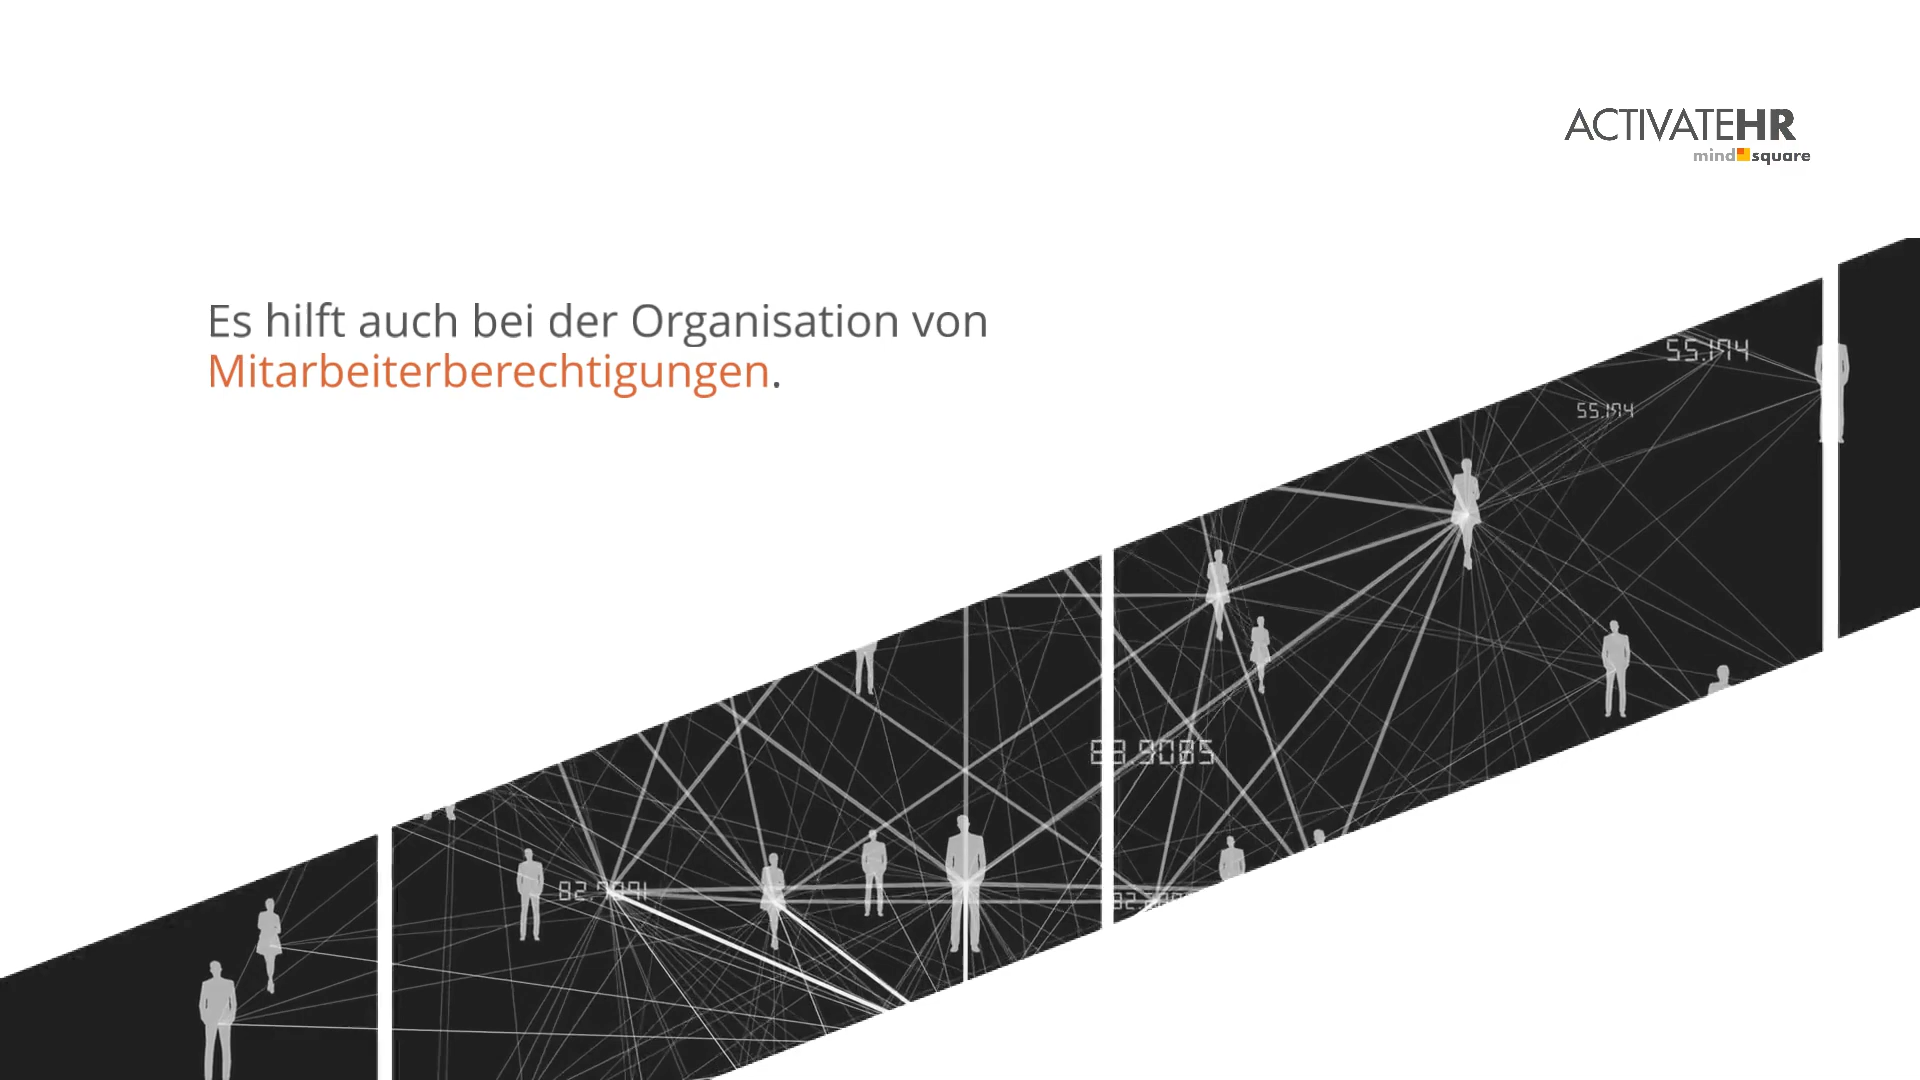 ACTIVATEHR
mind square
Es hilft auch bei der Organisation von
Mitarbeiterberechtigungen.
55.194
55.194
83.9085